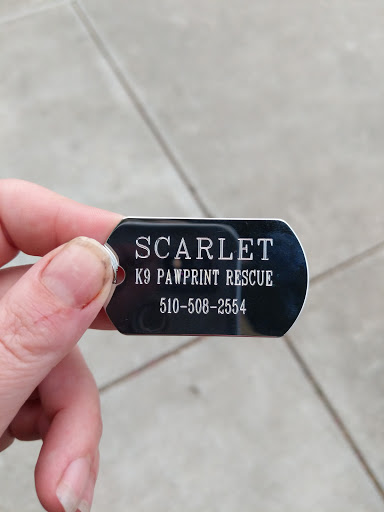 SCARLET
K9 PAWPRINT RESCUE
510-508-2554